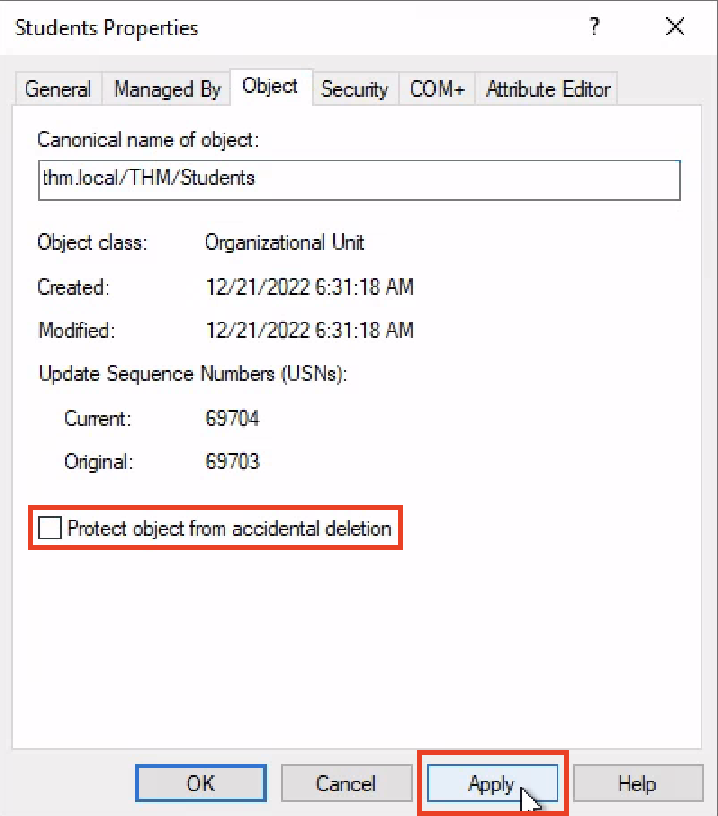 Students Properties ?
General Managed By Object Security COM+ Attribute Editor
Canonical name of object:
thm.local/THM/Students
Object class: Organizational Unit
Created: 12/21/2022 6:31:18 AM
Modified: 12/21/2022 6:31:18 AM
Update Sequence Numbers (USNs):
Current: 69704
Original: 69703
Protect object from accidental deletion
OK Cancel Apply Help